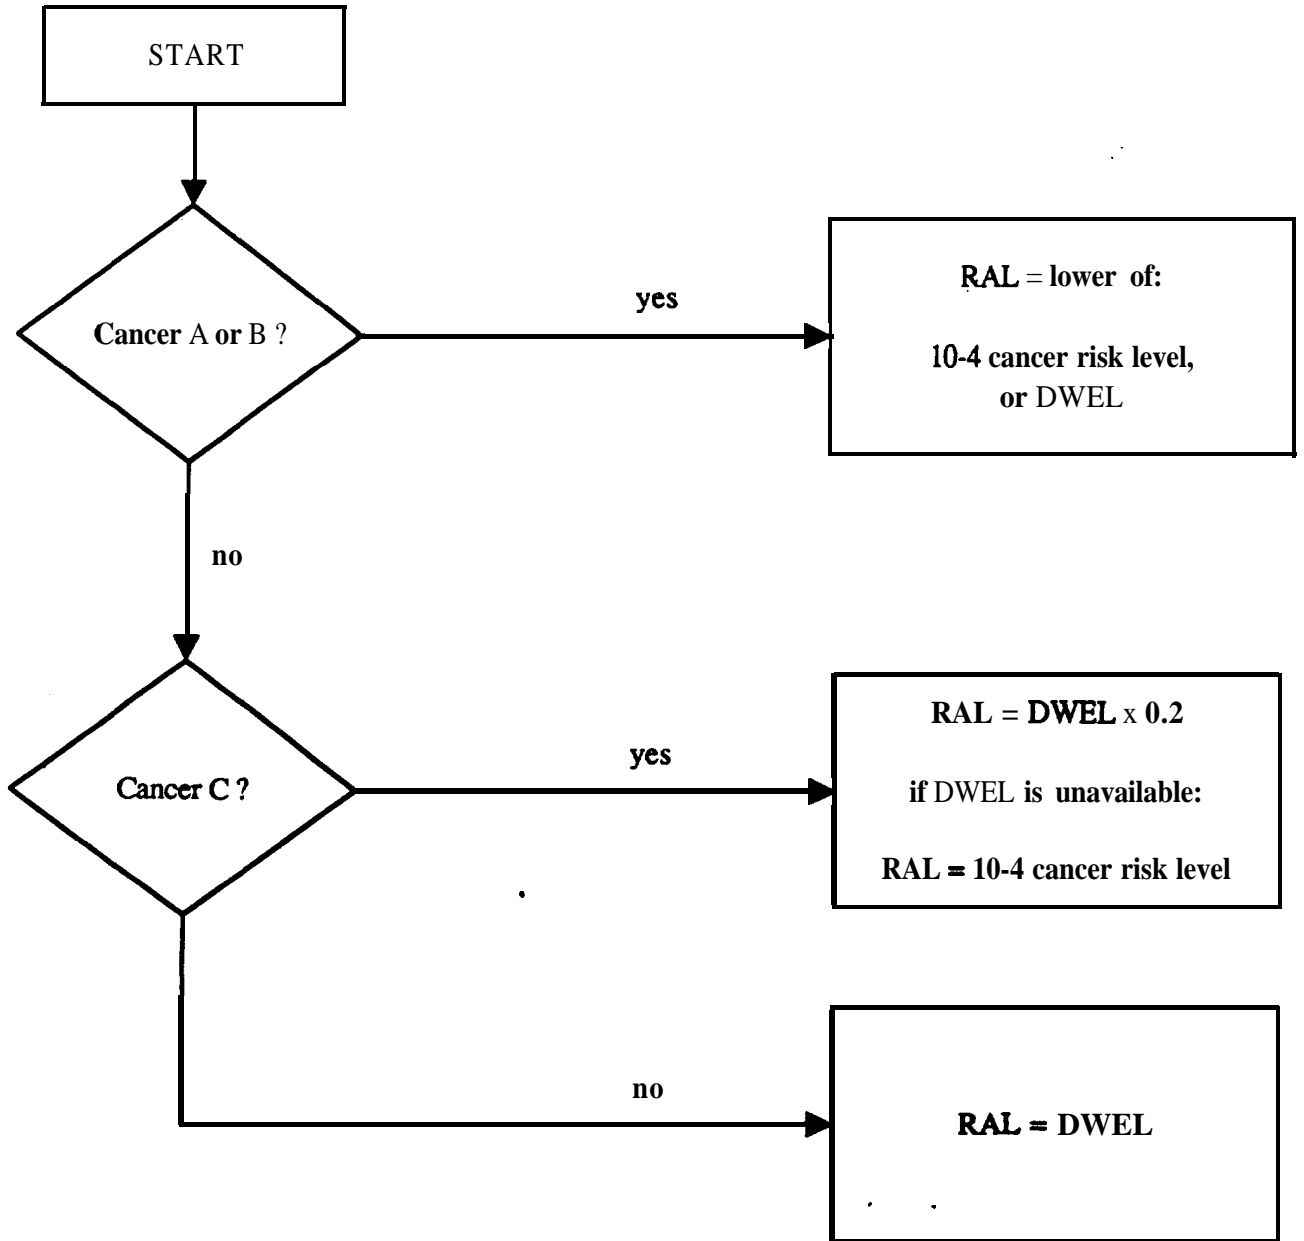 START
yes
Cancer A or B ?
RAL = lower of:
10-4 cancer risk level,
or DWEL
no
yes
Cancer C ?
RAL = DWEL x 0.2
if DWEL is unavailable:
RAL = 10-4 cancer risk level
no
RAL = DWEL